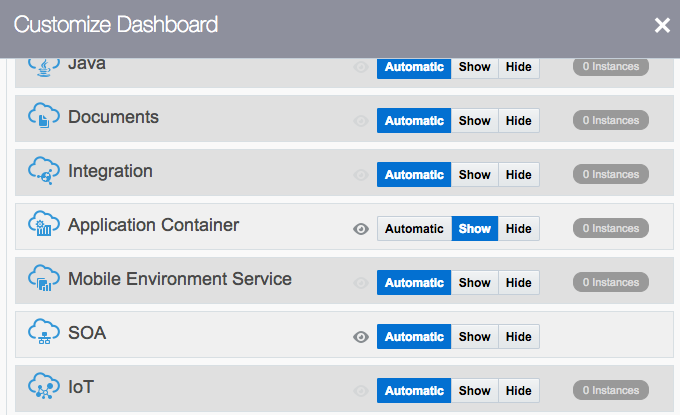 Customize Dashboard ×
Java Automatic Show Hide 0 Instances
Documents Automatic Show Hide 0 Instances
Integration Automatic Show Hide 0 Instances
Application Container Automatic Show Hide 0 Instances
Mobile Environment Service Automatic Show Hide 0 Instances
SOA Automatic Show Hide
IoT Automatic Show Hide 0 Instances